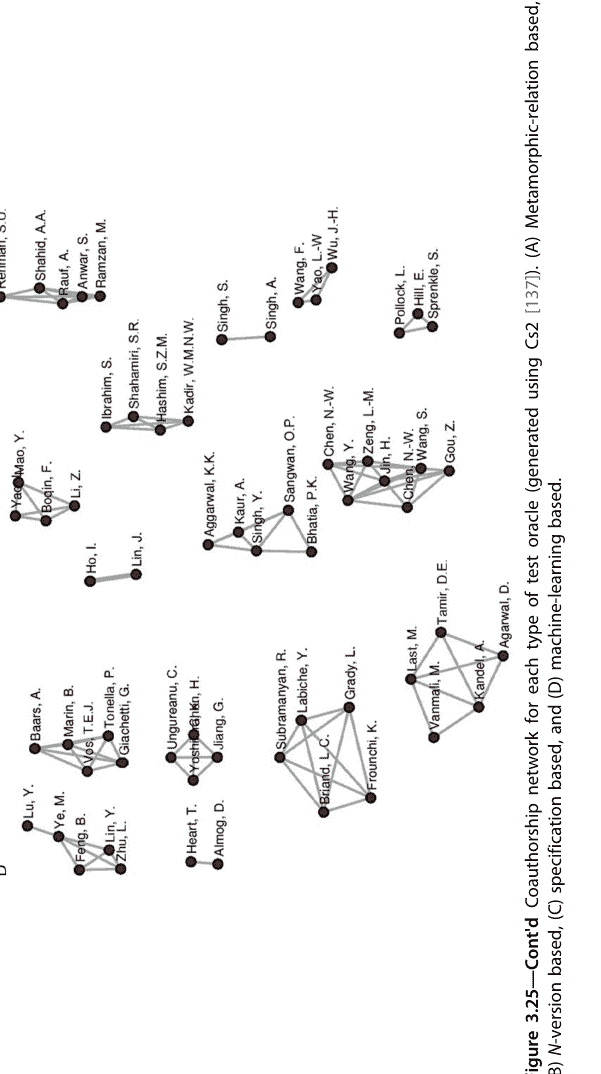 D
Lu, Y.
Ye, M.
Feng, B.
Lin, Y.
Zhu, L.
Baars, A.
Marin, B.
Vos, T.E.J.
Tonella, P.
Giachetti, G.
Mao, Y.
Boqin, F.
Li, Z.
Rehman, S.U.
Shahid, A.A.
Rauf, A.
Anwar, S.
Ramzan, M.
Ho, I.
Lin, J.
Ibrahim, S.
Shahamiri, S.R.
Hashim, S.Z.M.
Kadir, W.M.N.W.
Heart, T.
Almog, D.
Ungureanu, C.
Jiang, G.
Aggarwal, K.K.
Kaur, A.
Singh, Y.
Sangwan, O.P.
Bhatia, P.K.
Singh, S.
Singh, A.
Subramanyan, R.
Labiche, Y.
Briand, L.C.
Grady, L.
Frounchi, K.
Wang, F.
Yao, L.-W
Wu, J.-H.
Chen, N.-W.
Wang, Y.
Zeng, L.-M.
Jin, H.
Chen, N.-W.
Wang, S.
Gou, Z.
Last, M.
Vanmali, M.
Tamir, D.E.
Kandel, A.
Agarwal, D.
Pollock, L.
Hill, E.
Sprenkle, S.
igure 3.25—Cont'd Coauthorship network for each type of test oracle (generated using Cs2 [137]). (A) Metamorphic-relation based,
B) N-version based, (C) specification based, and (D) machine-learning based.